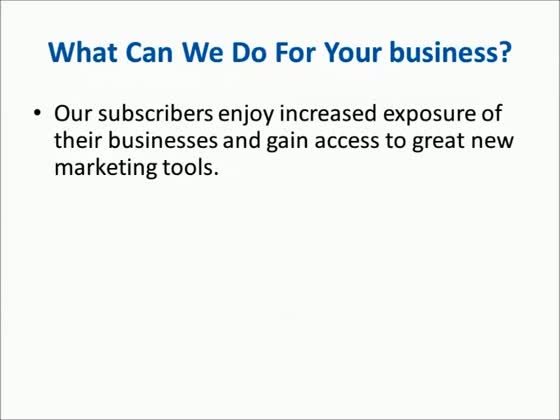 What Can We Do For Your business?
• Our subscribers enjoy increased exposure of
their businesses and gain access to great new
marketing tools.